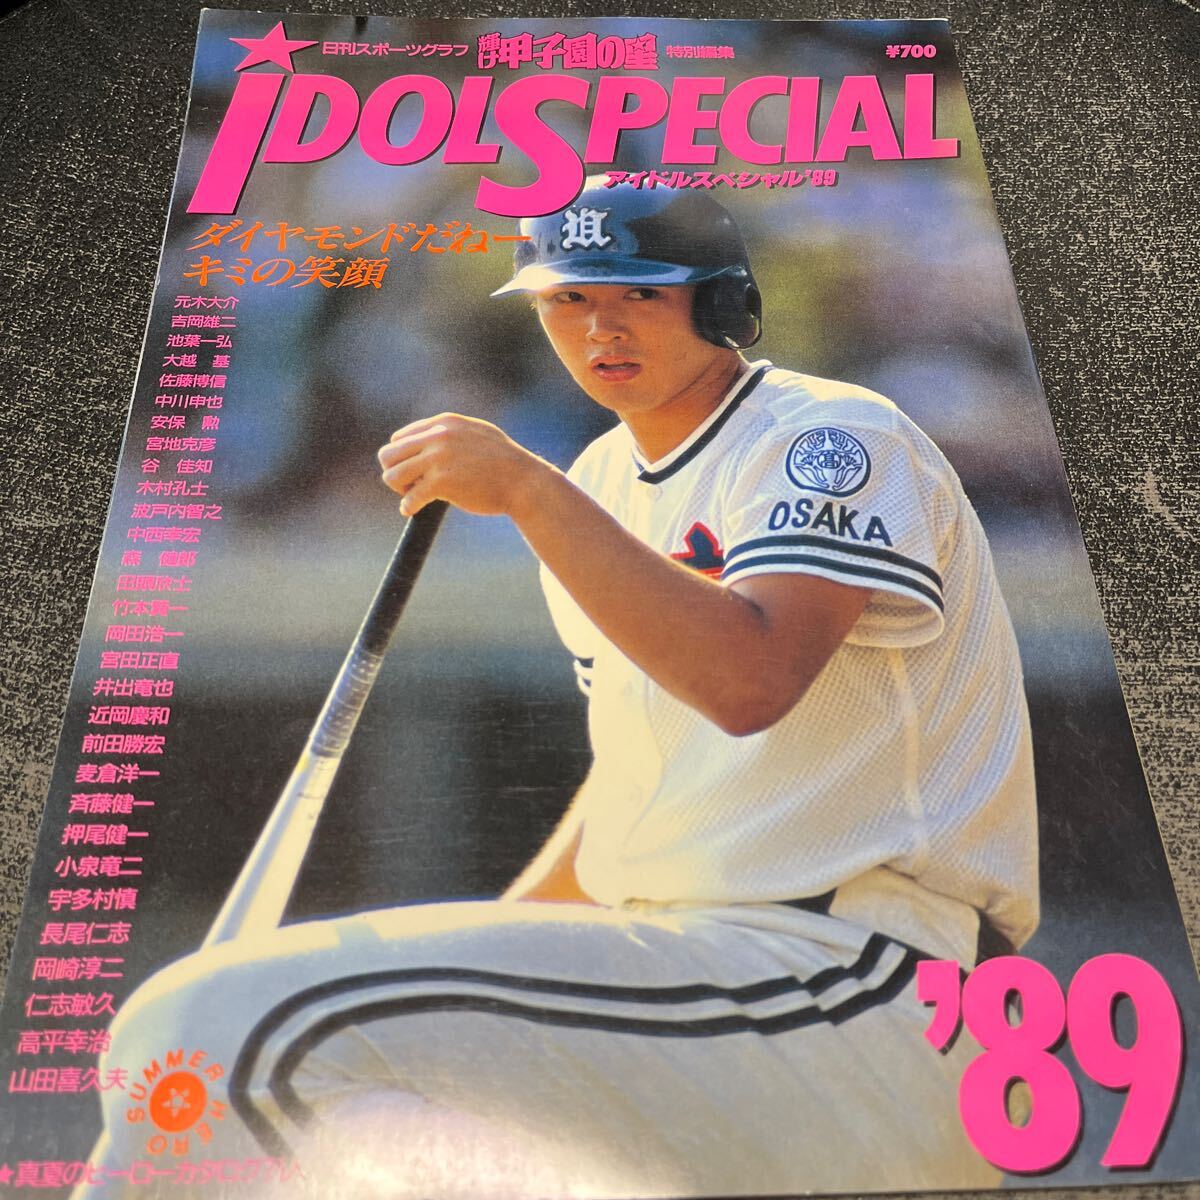 日刊スポーツグラフ 輝け甲子園の星 特別編集
¥700
iDOL SPECIAL
アイドルスペシャル'89
ダイヤモンドだねー
キミの笑顔
元木大介
吉岡雄二
池葉一弘
大越 基
佐藤博信
中川申也
安保 勲
宮地克彦
谷 佳知
木村孔士
波戸内智之
中西幸宏
森 健郎
竹本真一
岡田浩一
宮田正直
井出竜也
近岡慶和
前田勝宏
麦倉洋一
斉藤健一
押尾健一
小泉竜二
宇多村慎
長尾仁志
岡崎淳二
仁志敏久
高平幸治
山田喜久夫
SUMMER HERO
★真夏のヒーローカタログ
'89
OSAKA
高
U